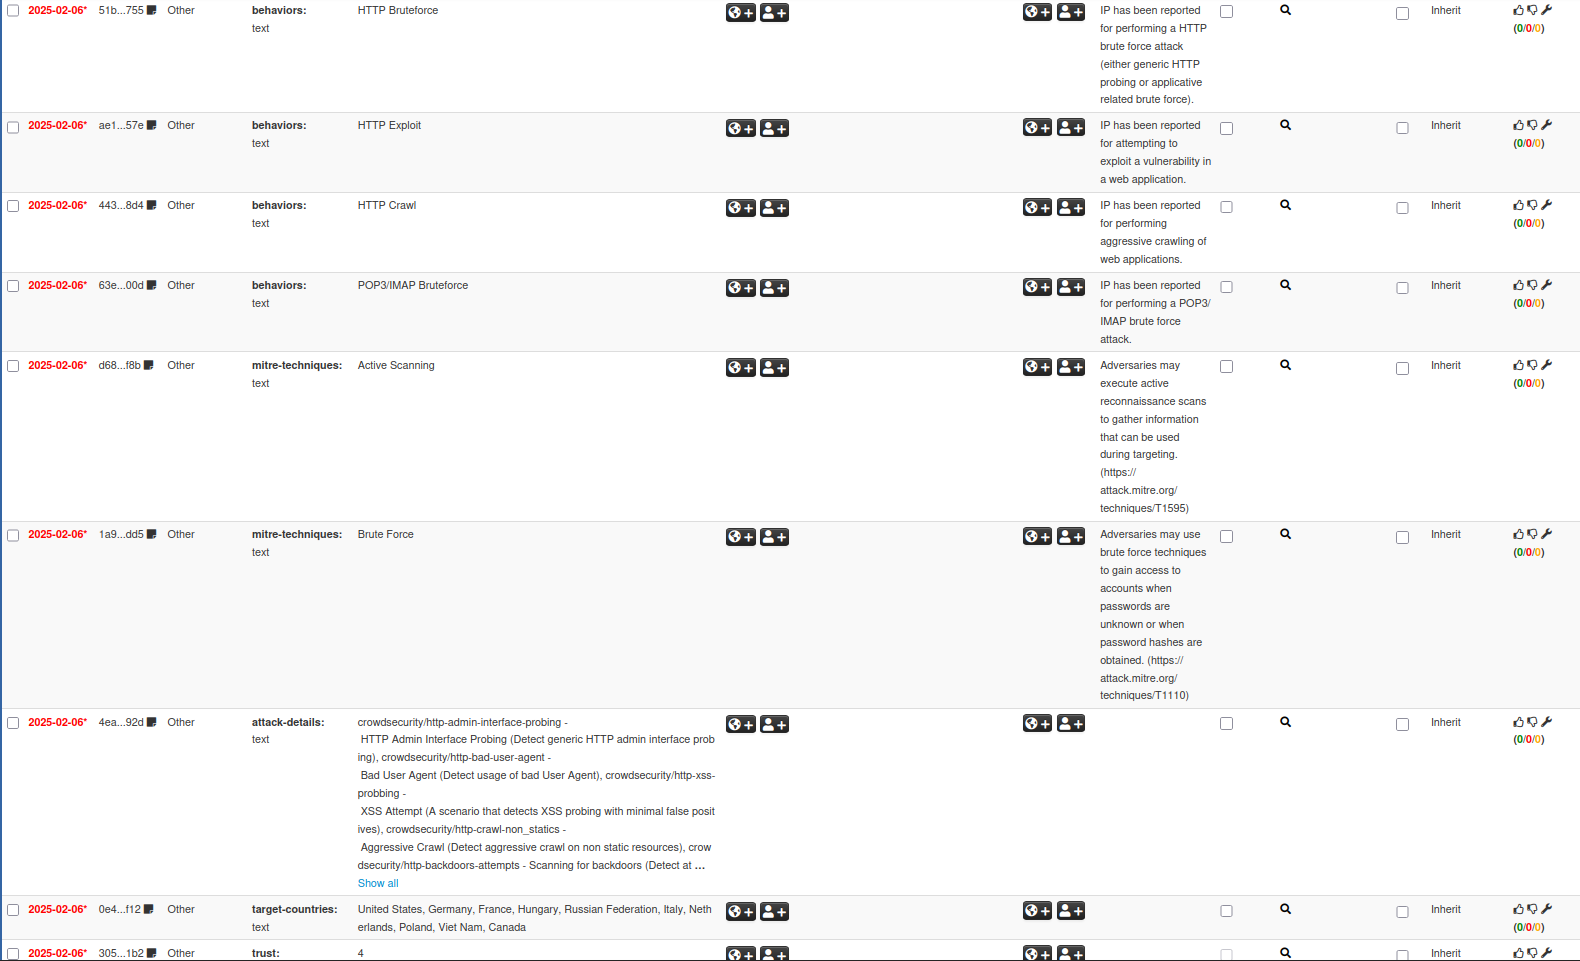 2025-02-06* 51b...755 Other behaviors: HTTP Bruteforce IP has been reported Inherit
text for performing a HTTP (0/0/0)
brute force attack
(either generic HTTP
probing or applicative
related brute force).
2025-02-06* ae1...57e Other behaviors: HTTP Exploit IP has been reported Inherit
text for attempting to (0/0/0)
exploit a vulnerability in
a web application.
2025-02-06* 443...8d4 Other behaviors: HTTP Crawl IP has been reported Inherit
text for performing (0/0/0)
aggressive crawling of
web applications.
2025-02-06* 63e...00d Other behaviors: POP3/IMAP Bruteforce IP has been reported Inherit
text for performing a POP3/ (0/0/0)
IMAP brute force
attack.
2025-02-06* d68...f8b Other mitre-techniques: Active Scanning Adversaries may Inherit
text execute active (0/0/0)
reconnaissance scans
to gather information
that can be used
during targeting.
(https://
attack.mitre.org/
techniques/T1595)
2025-02-06* 1a9...dd5 Other mitre-techniques: Brute Force Adversaries may use Inherit
text brute force techniques (0/0/0)
to gain access to
accounts when
passwords are
unknown or when
password hashes are
obtained. (https://
attack.mitre.org/
techniques/T1110)
2025-02-06* 4ea...92d Other attack-details: crowdsecurity/http-admin-interface-probing - Inherit
text HTTP Admin Interface Probing (Detect generic HTTP admin interface prob (0/0/0)
ing), crowdsecurity/http-bad-user-agent -
Bad User Agent (Detect usage of bad User Agent), crowdsecurity/http-xss-
probbing -
XSS Attempt (A scenario that detects XSS probing with minimal false posit
ives), crowdsecurity/http-crawl-non_statics -
Aggressive Crawl (Detect aggressive crawl on non static resources), crow
dsecurity/http-backdoors-attempts - Scanning for backdoors (Detect at ...
Show all
2025-02-06* 0e4...f12 Other target-countries: United States, Germany, France, Hungary, Russian Federation, Italy, Neth Inherit
text erlands, Poland, Viet Nam, Canada (0/0/0)
2025-02-06* 305...1b2 Other trust: 4 Inherit